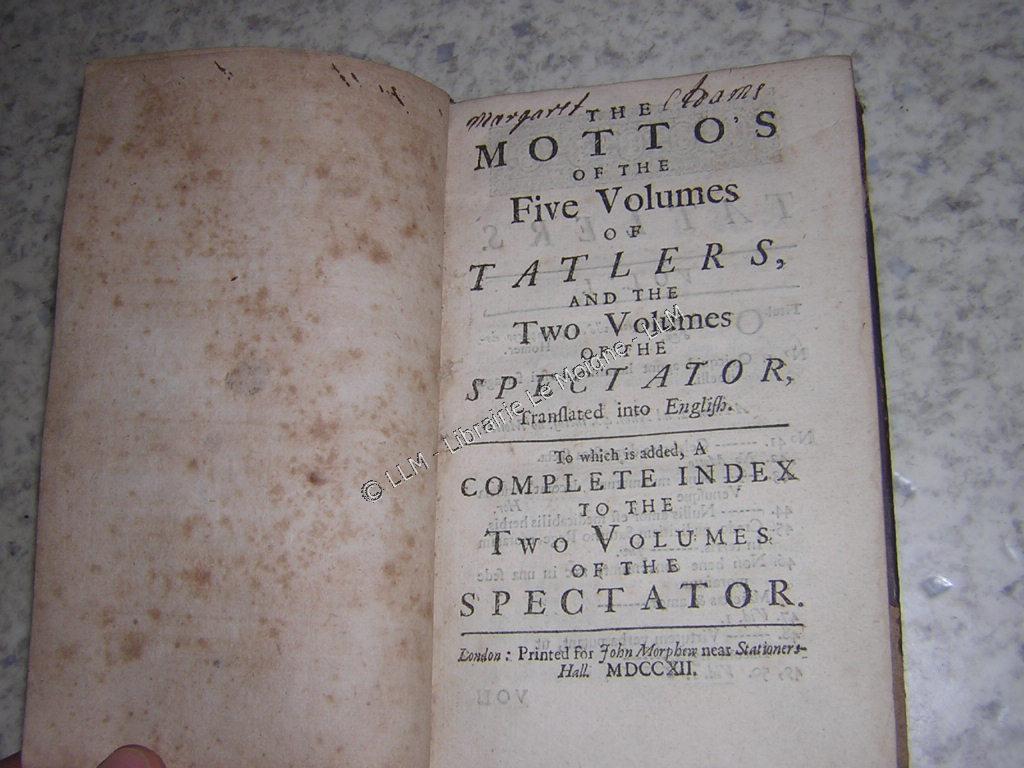 Margaret Adams
THE
MOTTO'S
OF THE
Five Volumes
OF
TATLERS,
AND THE
Two Volumes
OF THE
SPECTATOR,
Tranſlated into Engliſh.
To which is added, A
COMPLETE INDEX
TO THE
TWO VOLUMES
OF THE
SPECTATOR.
London: Printed for John Morphew near Stationers-
Hall. MDCCXII.
© LLM - Librairie Le Moigne - LLM